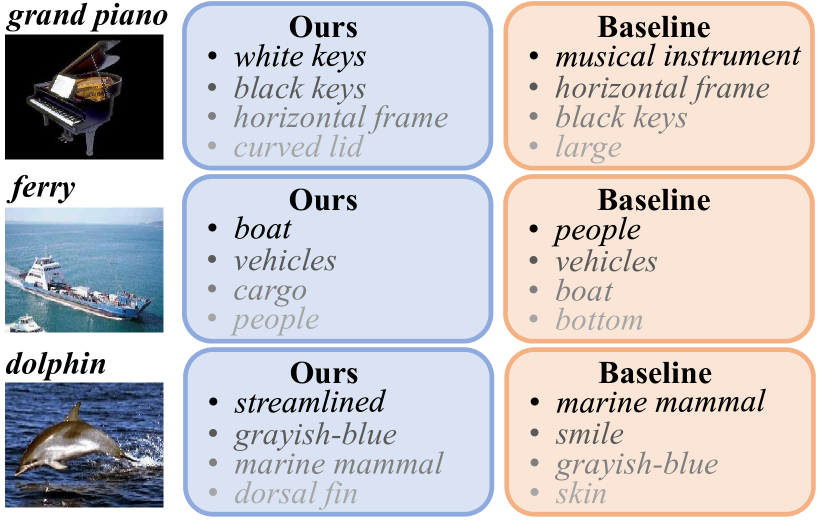 grand piano
Ours
• white keys
• black keys
• horizontal frame
• curved lid
Baseline
• musical instrument
• horizontal frame
• black keys
• large
ferry
Ours
• boat
• vehicles
• cargo
• people
Baseline
• people
• vehicles
• boat
• bottom
dolphin
Ours
• streamlined
• grayish-blue
• marine mammal
• dorsal fin
Baseline
• marine mammal
• smile
• grayish-blue
• skin